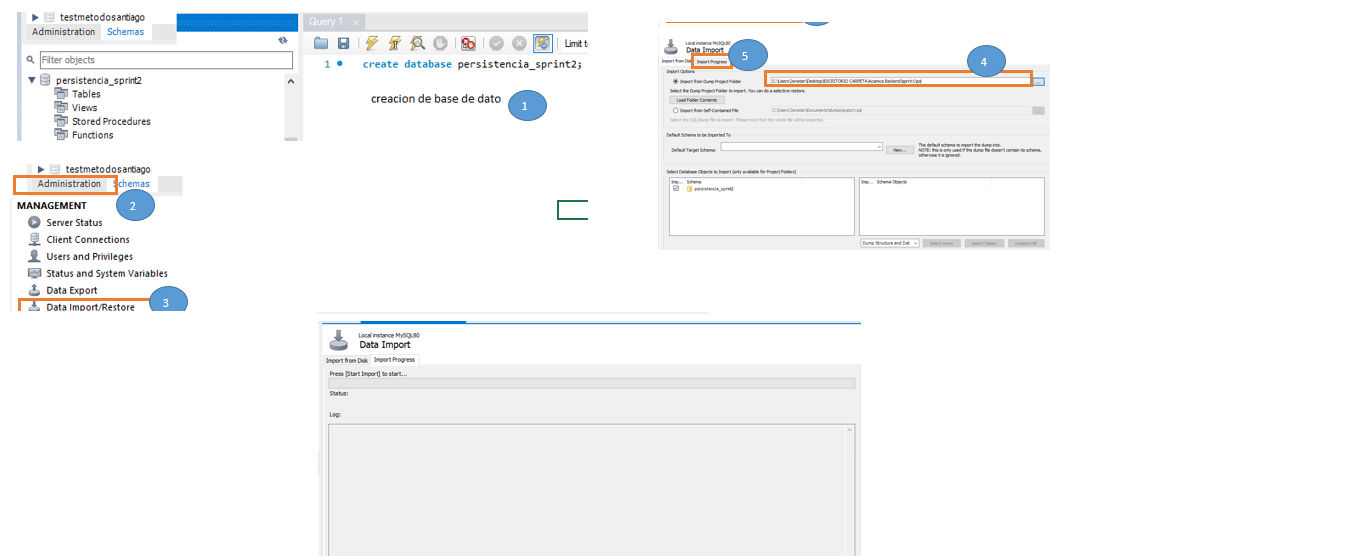 testmetodosantiago
Administration Schemas
Filter objects
persistencia_sprint2
Tables
Views
Stored Procedures
Functions
Query 1
Limit to
1 create database persistencia_sprint2;
creacion de base de dato
1
testmetodosantiago
Administration Schemas
2
MANAGEMENT
Server Status
Client Connections
Users and Privileges
Status and System Variables
Data Export
Data Import/Restore
3
Local instance MySQL80
Data Import
5
4
Import from Disk Import Progress
Import Options
Import from Dump Project Folder
C:\Users\Jonatan\Desktop\ESCRITORIO CARPETA\Acamica Backend\sprint\sql
...
Select the Dump Project Folder to import. You can do a selective restore.
Load Folder Contents
Import from Self-Contained File
C:\Users\Jonatan\Documents\dumps\export.sql
...
Select the SQL/dump file to import. Please note that the whole file will be imported.
Default Schema to be Imported To
Default Target Schema:
New...
The default schema to import the dump into.
NOTE: this is only used if the dump file doesn't contain its schema,
otherwise it is ignored.
Select Database Objects to Import (only available for Project Folders)
Imp... Schema
persistencia_sprint2
Imp... Schema Objects
Dump Structure and Dat
Select Views
Select Tables
Unselect All
Local instance MySQL80
Data Import
Import from Disk Import Progress
Press [Start Import] to start...
Status:
Log: